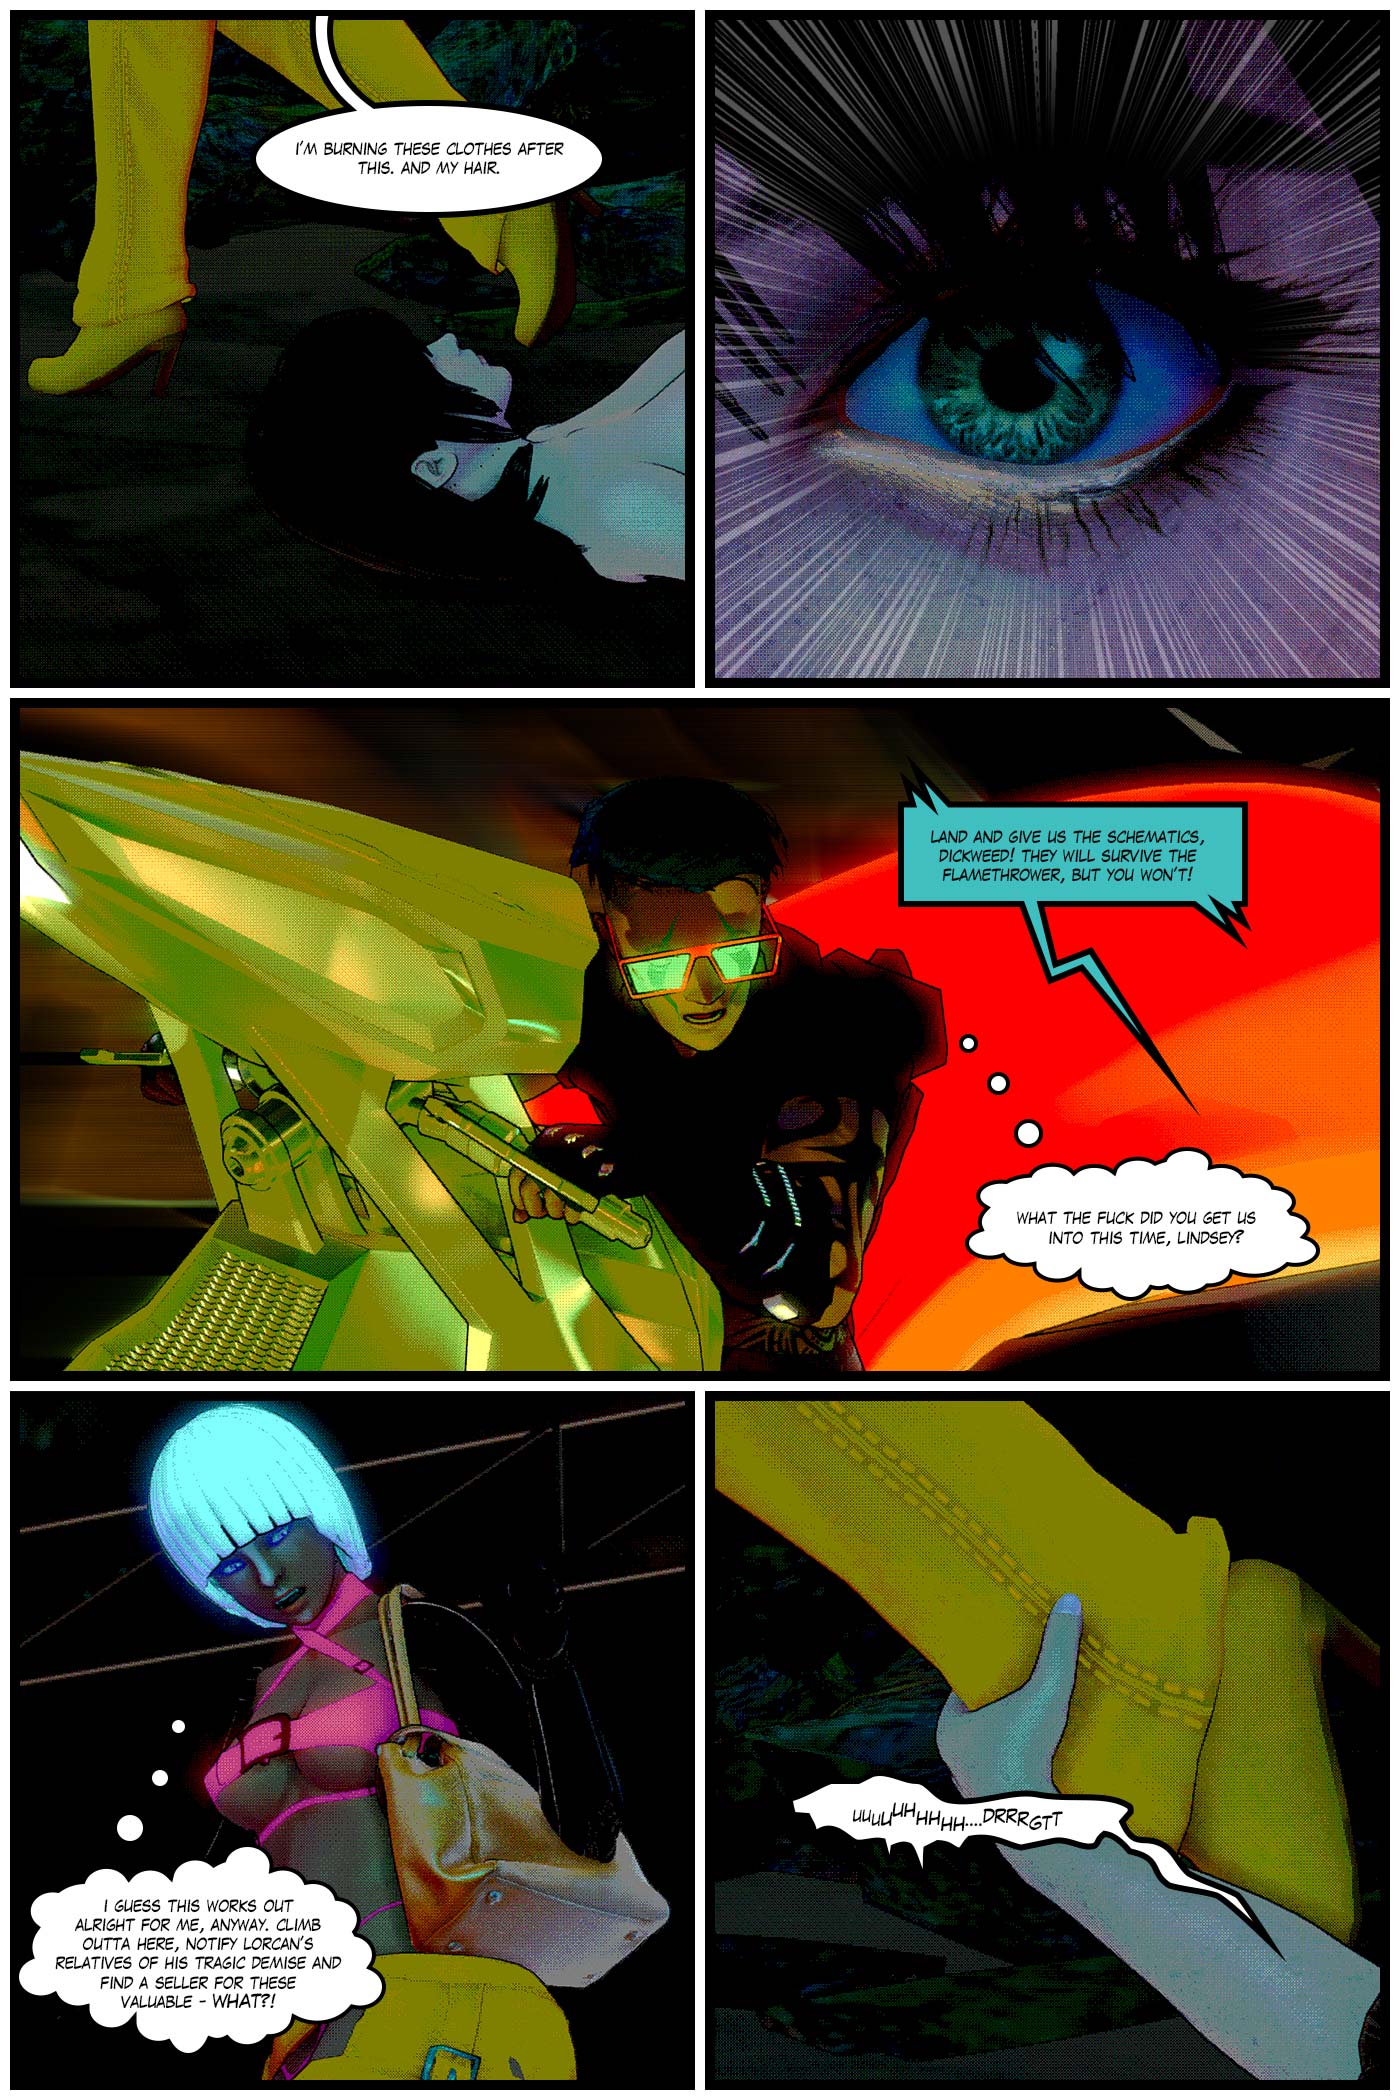 I'M BURNING THESE CLOTHES AFTER
THIS. AND MY HAIR.
LAND AND GIVE US THE SCHEMATICS,
DICKWEED! THEY WILL SURVIVE THE
FLAMETHROWER, BUT YOU WON'T!
WHAT THE FUCK DID YOU GET US
INTO THIS TIME, LINDSEY?
I GUESS THIS WORKS OUT
ALRIGHT FOR ME, ANYWAY. CLIMB
OUTTA HERE, NOTIFY LORCAN'S
RELATIVES OF HIS TRAGIC DEMISE AND
FIND A SELLER FOR THESE
VALUABLE - WHAT?!
UUUUUHHHHH....DRRRGTT